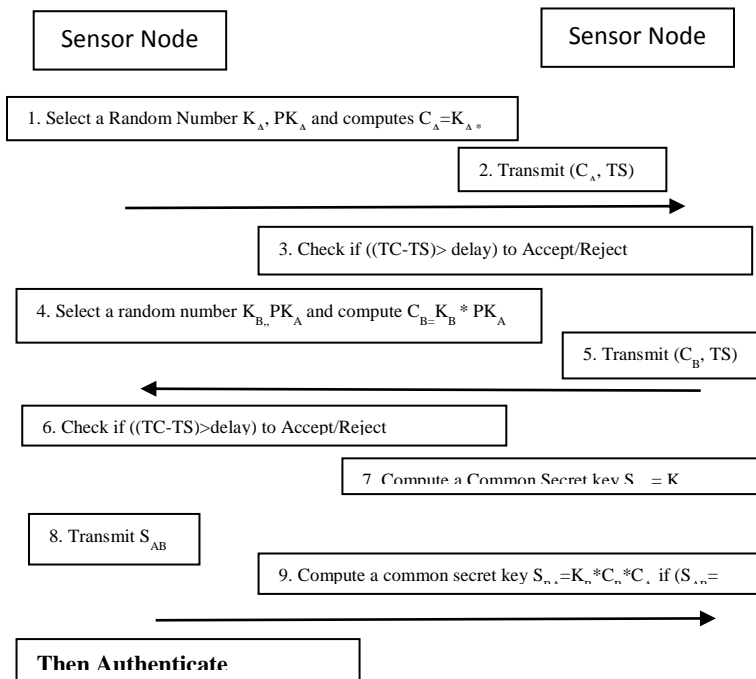 Sensor Node
Sensor Node
1. Select a Random Number K_A, PK_A and computes C_A=K_A *
2. Transmit (C_A, TS)
3. Check if ((TC-TS)> delay) to Accept/Reject
4. Select a random number K_B,, PK_A and compute C_B=K_B * PK_A
5. Transmit (C_B, TS)
6. Check if ((TC-TS)>delay) to Accept/Reject
7. Compute a Common Secret key S = K
8. Transmit S_AB
9. Compute a common secret key S_BA=K_B*C_B*C_A if (S_AB=
Then Authenticate